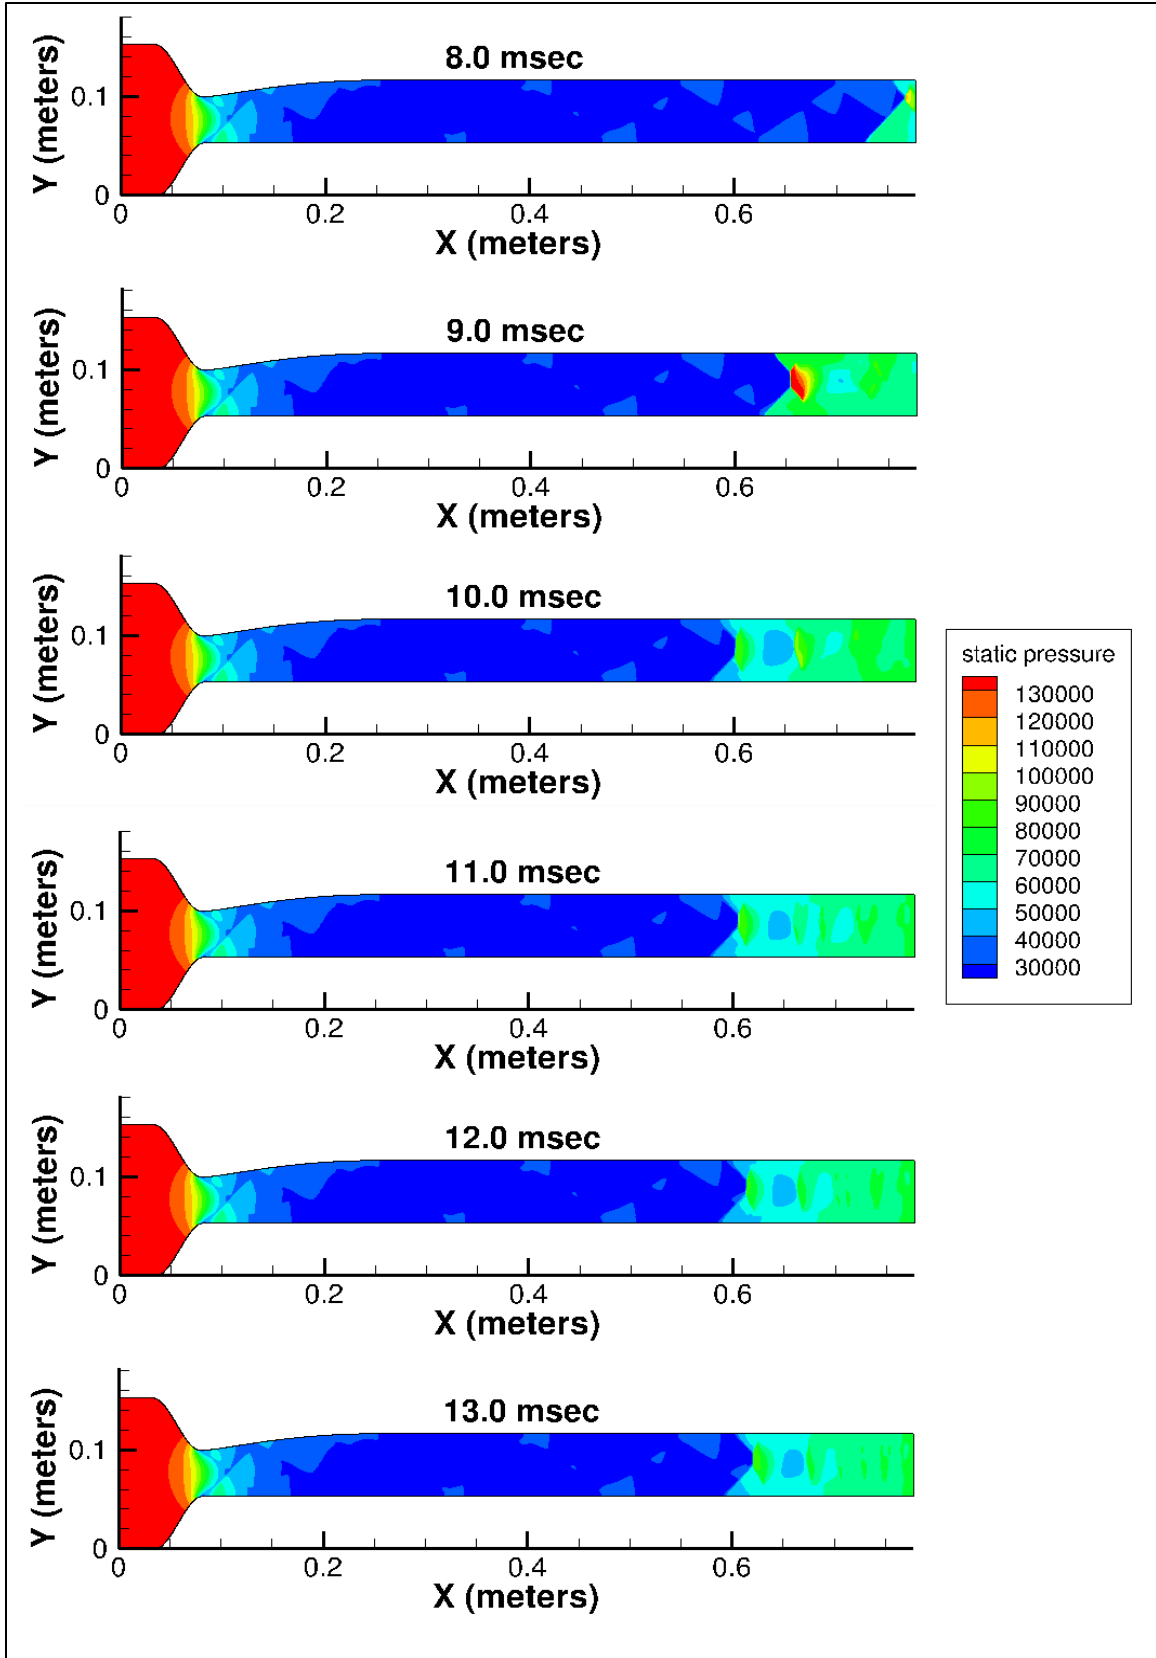 8.0 msec
Y (meters)
0.1
0
0 0.2 0.4 0.6
X (meters)
9.0 msec
Y (meters)
0.1
0
0 0.2 0.4 0.6
X (meters)
10.0 msec
Y (meters)
0.1
0
0 0.2 0.4 0.6
X (meters)
static pressure
130000
120000
110000
100000
90000
80000
70000
60000
50000
40000
30000
11.0 msec
Y (meters)
0.1
0
0 0.2 0.4 0.6
X (meters)
12.0 msec
Y (meters)
0.1
0
0 0.2 0.4 0.6
X (meters)
13.0 msec
Y (meters)
0.1
0
0 0.2 0.4 0.6
X (meters)